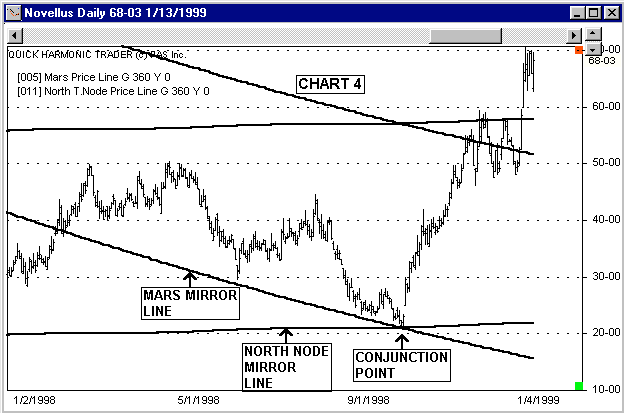 Novellus Daily 68-03 1/13/1999
QUICK HARMONIC TRADER (c) PAS Inc.
[005] Mars Price Line G 360 Y 0
[011] North T.Node Price Line G 360 Y 0
CHART 4
70-00
68-03
60-00
50-00
40-00
30-00
20-00
10-00
MARS MIRROR
LINE
NORTH NODE
MIRROR
LINE
CONJUNCTION
POINT
1/2/1998
5/1/1998
9/1/1998
1/4/1999